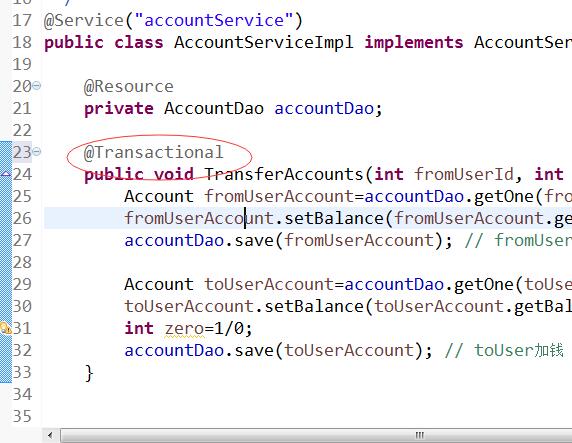 17 @Service("accountService")
18 public class AccountServiceImpl implements AccountSer
19
20 @Resource
21 private AccountDao accountDao;
22
23 @Transactional
24 public void TransferAccounts(int fromUserId, int
25 Account fromUserAccount=accountDao.getOne(fro
26 fromUserAccount.setBalance(fromUserAccount.ge
27 accountDao.save(fromUserAccount); // fromUser
28
29 Account toUserAccount=accountDao.getOne(toUse
30 toUserAccount.setBalance(toUserAccount.getBal
31 int zero=1/0;
32 accountDao.save(toUserAccount); // toUser加钱
33 }
34
35